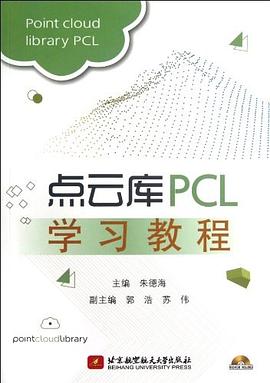 Point cloud
library PCL
点云库PCL
学习教程
主编 朱德海
副主编 郭浩 苏伟
pointcloudlibrary
北京航空航天大学出版社
BEIHANG UNIVERSITY PRESS